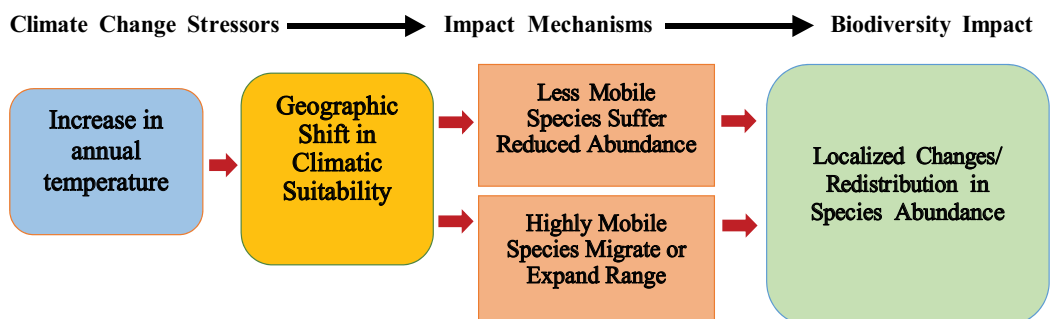 Climate Change Stressors
Impact Mechanisms
Biodiversity Impact
Increase in
annual
temperature
Geographic
Shift in
Climatic
Suitability
Less Mobile
Species Suffer
Reduced Abundance
Highly Mobile
Species Migrate or
Expand Range
Localized Changes/
Redistribution in
Species Abundance